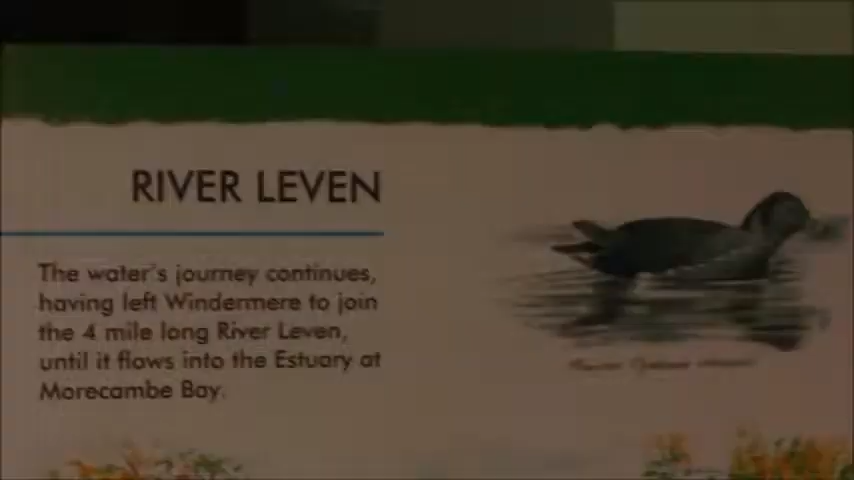 RIVER LEVEN
The water's journey continues,
having left Windermere to join
the 4 mile long River Leven,
until it flows into the Estuary at
Morecambe Bay.